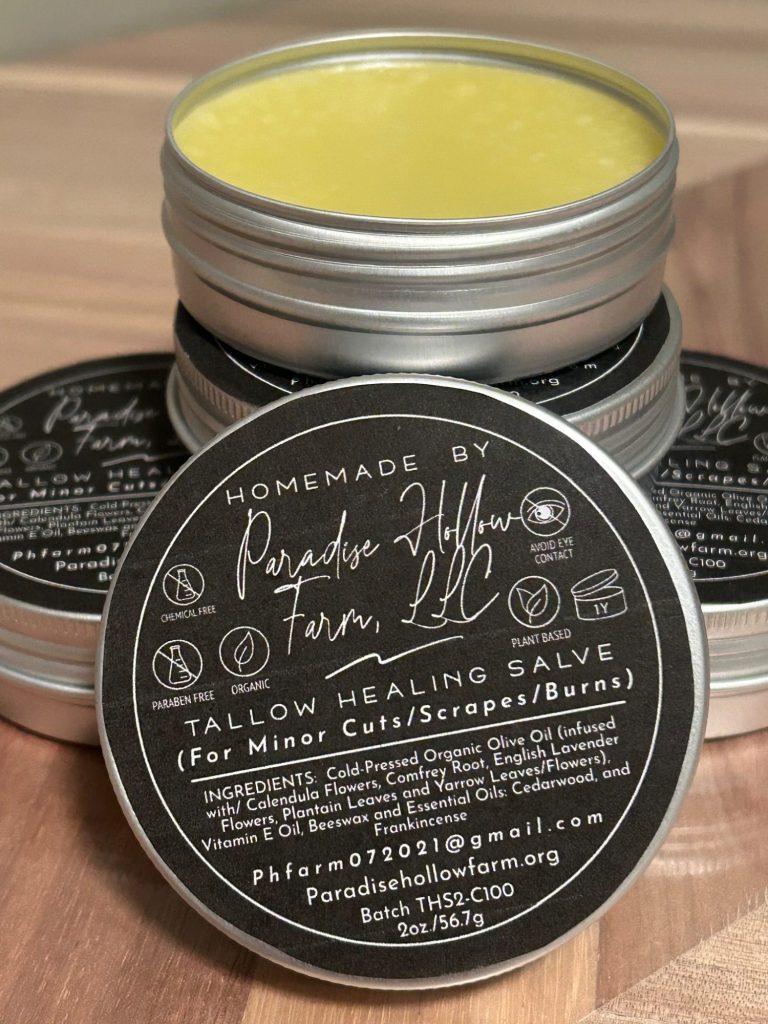 HOMEMADE BY
Paradise Hollow
Farm, LLC
AVOID EYE
CONTACT
CHEMICAL FREE
PARABEN FREE
ORGANIC
PLANT BASED
1Y
TALLOW HEALING SALVE
(For Minor Cuts/Scrapes/Burns)
INGREDIENTS: Cold-Pressed Organic Olive Oil (infused
with/ Calendula Flowers, Comfrey Root, English Lavender
Flowers, Plantain Leaves and Yarrow Leaves/Flowers),
Vitamin E Oil, Beeswax and Essential Oils: Cedarwood, and
Frankincense
Phfarm072021@gmail.com
Paradisehollowfarm.org
Batch THS2-C100
2oz./56.7g